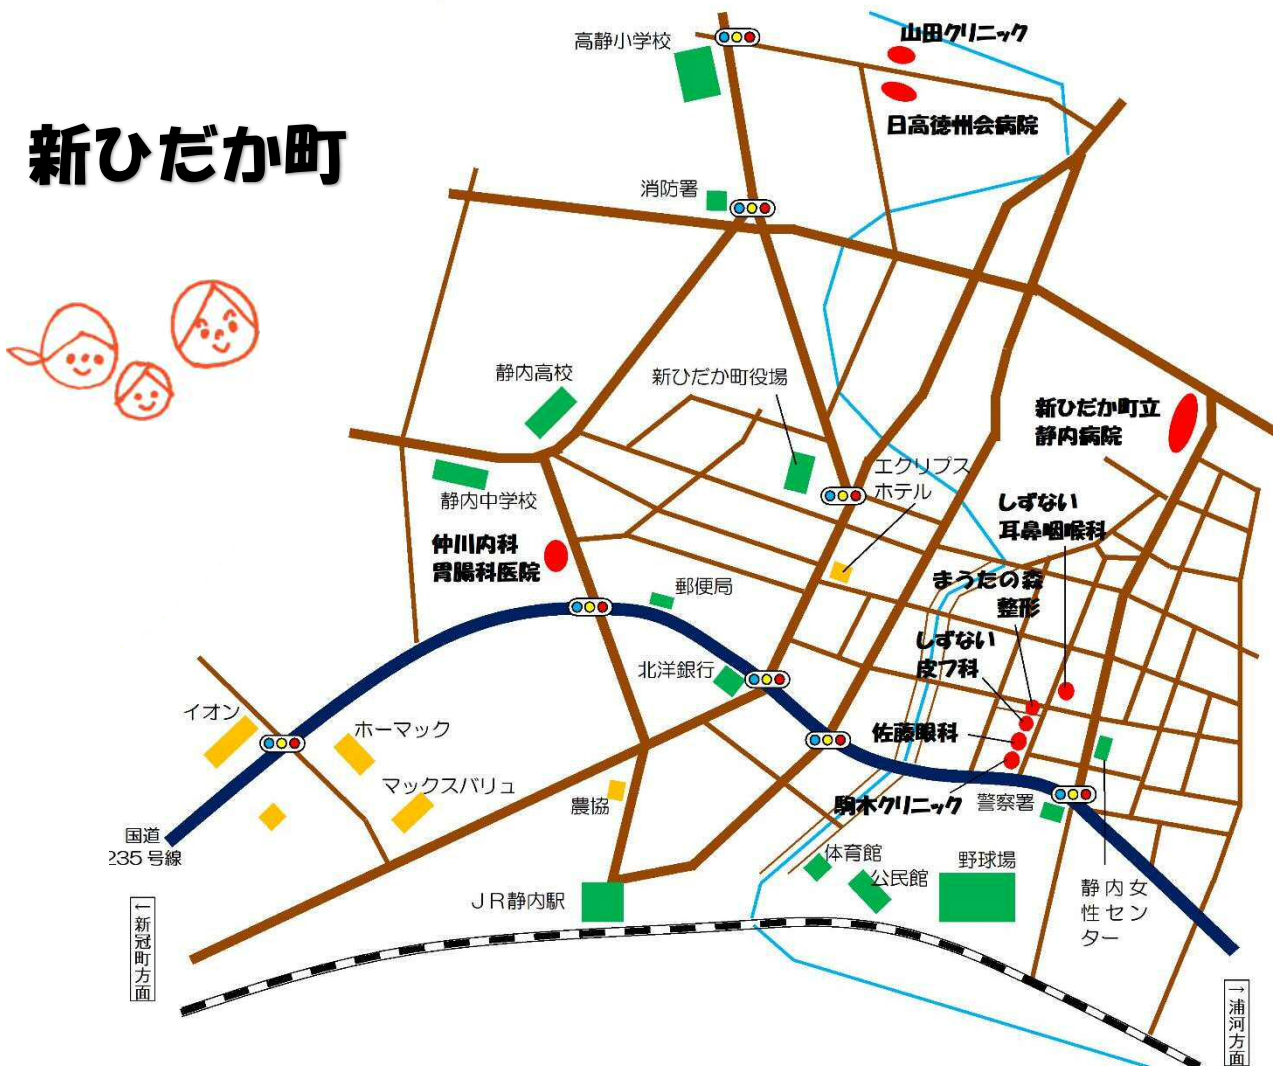 新ひだか町
高静小学校
山田クリニック
日高徳州会病院
消防署
静内高校
新ひだか町役場
新ひだか町立
静内病院
静内中学校
エクリプス
ホテル
しずない
耳鼻咽喉科
仲川内科
胃腸科医院
まうたの森
整形
郵便局
しずない
皮フ科
北洋銀行
イオン
ホーマック
佐藤眼科
マックスバリュ
農協
駒木クリニック
警察署
国道
235号線
体育館
公民館
野球場
JR静内駅
静内女
性セン
ター
←新冠町方面
→浦河方面